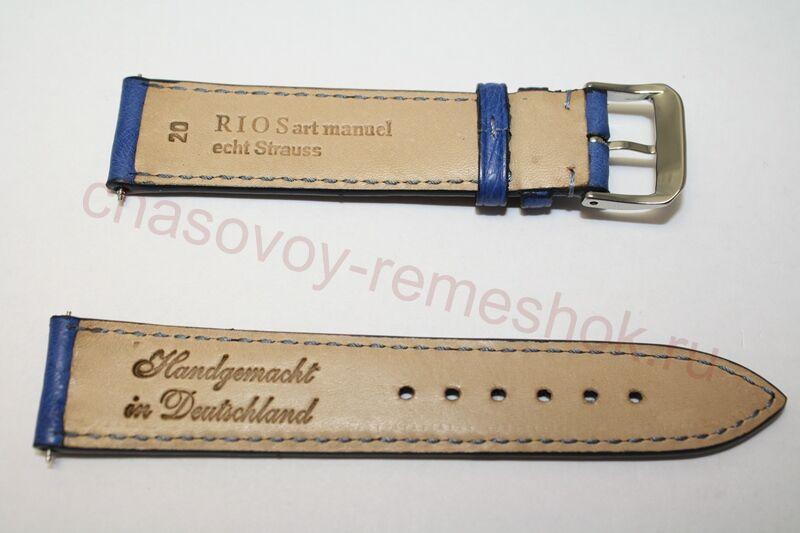 20
RIOS art manuel
echt Strauss
chasovoy-remeshok.ru
Handgemacht
in Deutschland